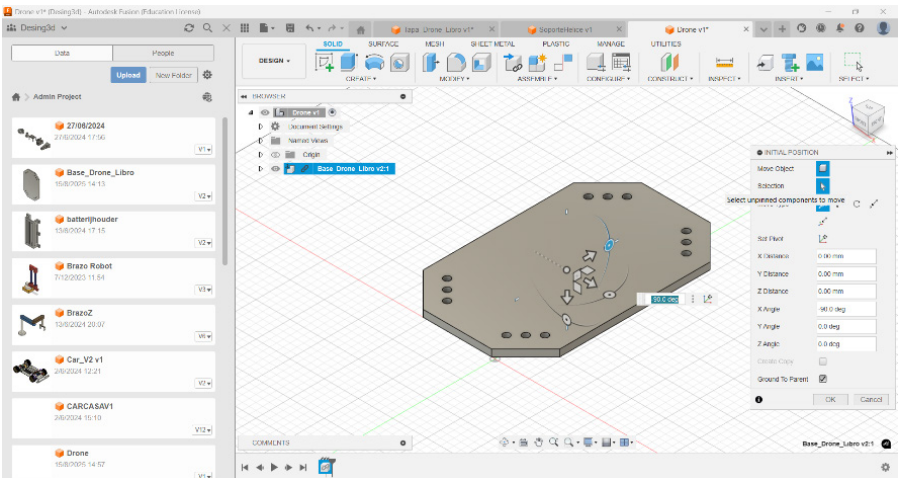 Drone v1* (Desing3d) - Autodesk Fusion (Education License)
Desing3d
Tapa_Drone_Libro v1*
SoporteHelice v1
Drone v1*
Data
People
Upload
New Folder
Admin Project
27/06/2024
27/6/2024 17:56
V1
Base_Drone_Libro
15/8/2025 14:13
V2
batterijhouder
13/6/2024 17:15
V2
Brazo Robot
7/12/2023 11:54
V3
BrazoZ
13/6/2024 20:07
Car_V2 v1
2/6/2024 12:21
V2
CARCASAV1
2/6/2024 15:10
V12
Drone
15/8/2025 14:57
V1
DESIGN
SOLID
SURFACE
MESH
SHEET METAL
PLASTIC
MANAGE
UTILITIES
CREATE
MODIFY
ASSEMBLE
CONFIGURE
CONSTRUCT
INSPECT
INSERT
SELECT
BROWSER
Drone v1
Document Settings
Named Views
Origin
Base_Drone_Libro v2:1
90.0 deg
INITIAL POSITION
Move Object
Selection
Select unpinned components to move
Set Pivot
X Distance 0.00 mm
Y Distance 0.00 mm
Z Distance 0.00 mm
X Angle -90.0 deg
Y Angle 0.0 deg
Z Angle 0.0 deg
Create Copy
Ground To Parent
OK
Cancel
COMMENTS
Base_Drone_Libro v2:1